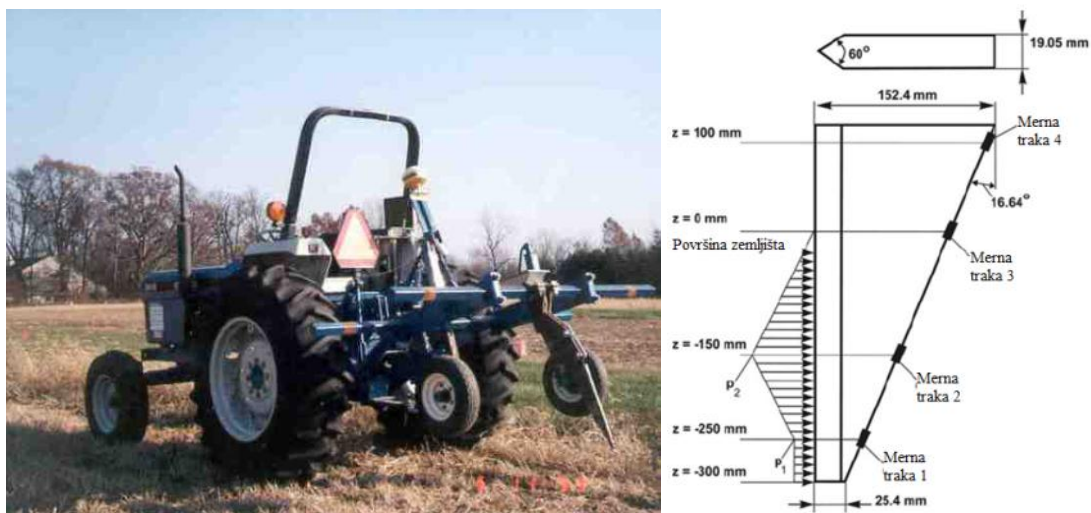 60°
19.05 mm
152.4 mm
z = 100 mm
Merna
traka 4
16.64°
z = 0 mm
Površina zemljišta
Merna
traka 3
z = -150 mm
p2
Merna
traka 2
z = -250 mm
p1
Merna
traka 1
z = -300 mm
25.4 mm